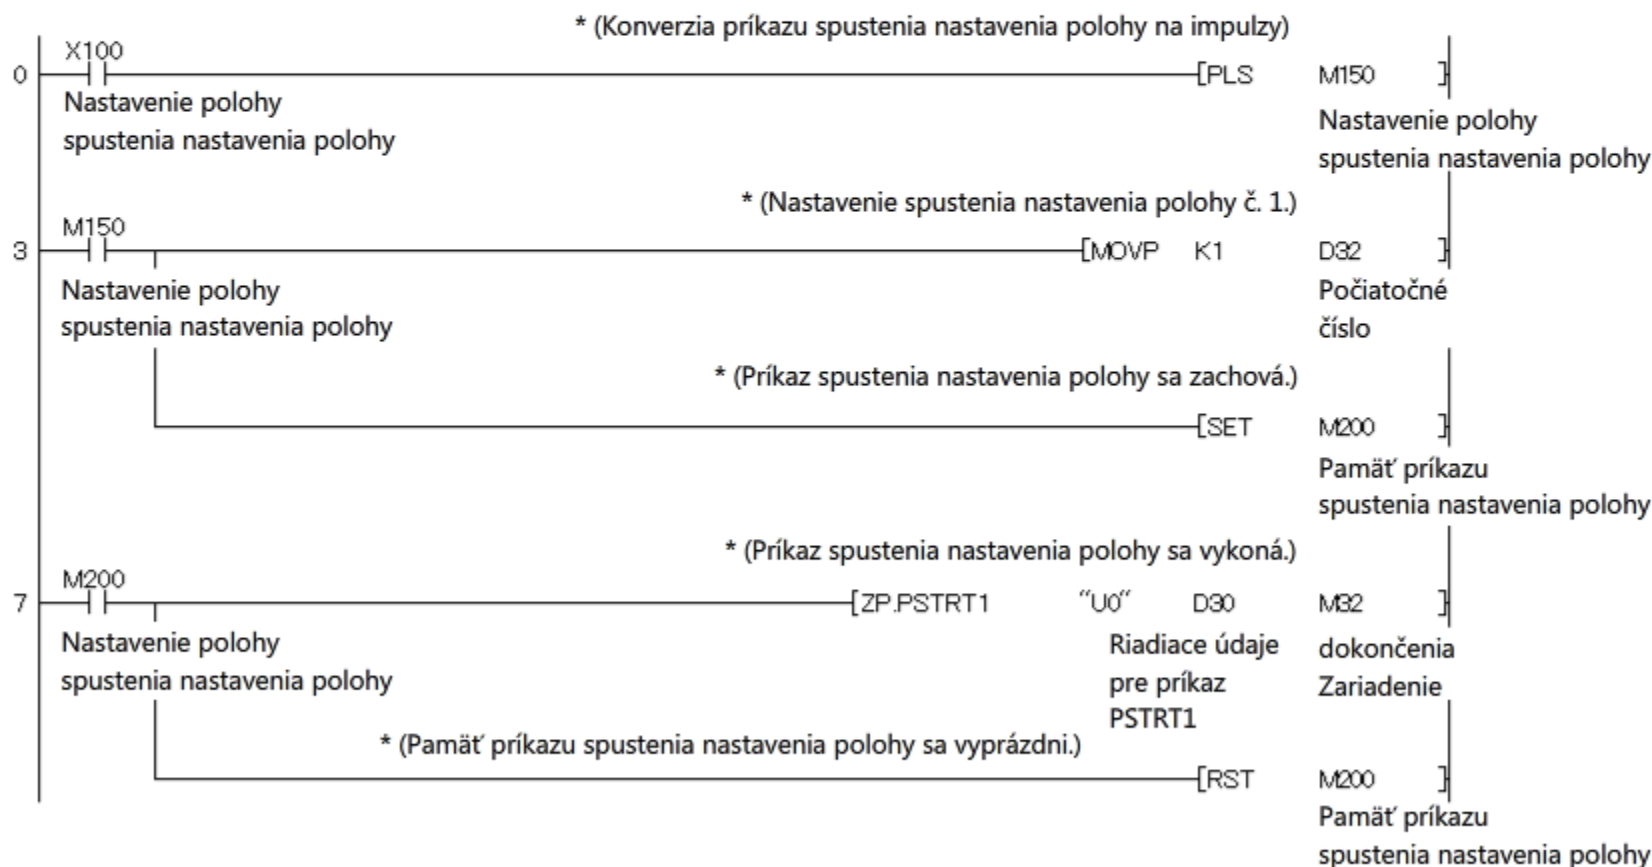 * (Konverzia príkazu spustenia nastavenia polohy na impulzy)
X100
0 [PLS M150 ]
Nastavenie polohy
spustenia nastavenia polohy
Nastavenie polohy
spustenia nastavenia polohy
* (Nastavenie spustenia nastavenia polohy č. 1.)
M150
3 [MOVP K1 D32 ]
Nastavenie polohy
spustenia nastavenia polohy
Počiatočné
číslo
* (Príkaz spustenia nastavenia polohy sa zachová.)
[SET M200 ]
Pamäť príkazu
spustenia nastavenia polohy
* (Príkaz spustenia nastavenia polohy sa vykoná.)
M200
7 [ZP.PSTRT1 "U0" D30 M32 ]
Nastavenie polohy
spustenia nastavenia polohy
Riadiace údaje
pre príkaz
PSTRT1
dokončenia
Zariadenie
* (Pamäť príkazu spustenia nastavenia polohy sa vyprázdni.)
[RST M200 ]
Pamäť príkazu
spustenia nastavenia polohy